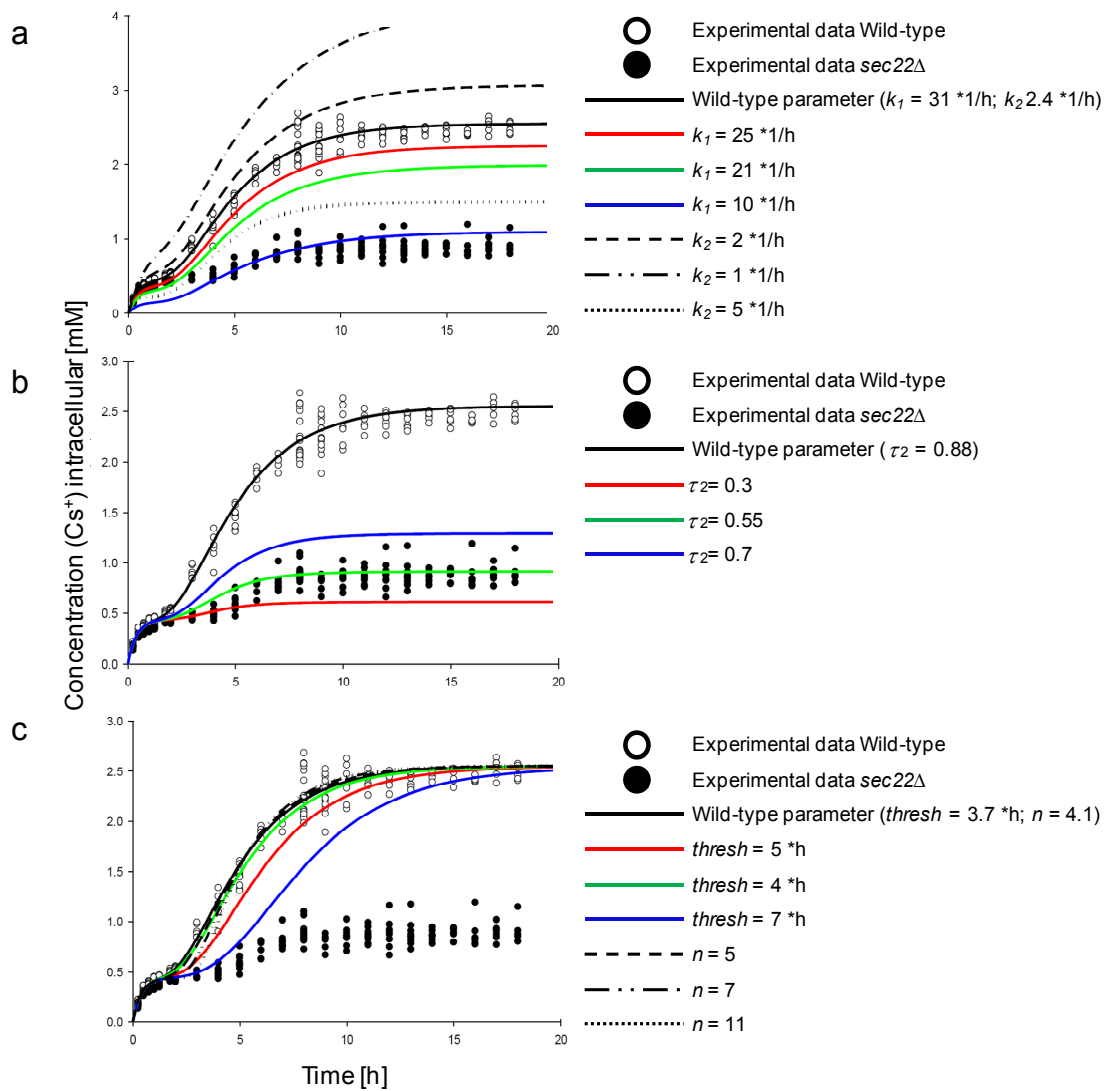 a
4
3
2
1
0
0
5
10
15
20
Experimental data Wild-type
Experimental data sec22Δ
Wild-type parameter (k1 = 31 *1/h; k2 2.4 *1/h)
k1 = 25 *1/h
k1 = 21 *1/h
k1 = 10 *1/h
k2 = 2 *1/h
k2 = 1 *1/h
k2 = 5 *1/h
Concentration (Cs+) intracellular [mM]
b
3.0
2.5
2.0
1.5
1.0
0.5
0.0
0
5
10
15
20
Experimental data Wild-type
Experimental data sec22Δ
Wild-type parameter ( τ2 = 0.88)
τ2= 0.3
τ2= 0.55
τ2= 0.7
c
3.0
2.5
2.0
1.5
1.0
0.5
0.0
0
5
10
15
20
Time [h]
Experimental data Wild-type
Experimental data sec22Δ
Wild-type parameter (thresh = 3.7 *h; n = 4.1)
thresh = 5 *h
thresh = 4 *h
thresh = 7 *h
n = 5
n = 7
n = 11